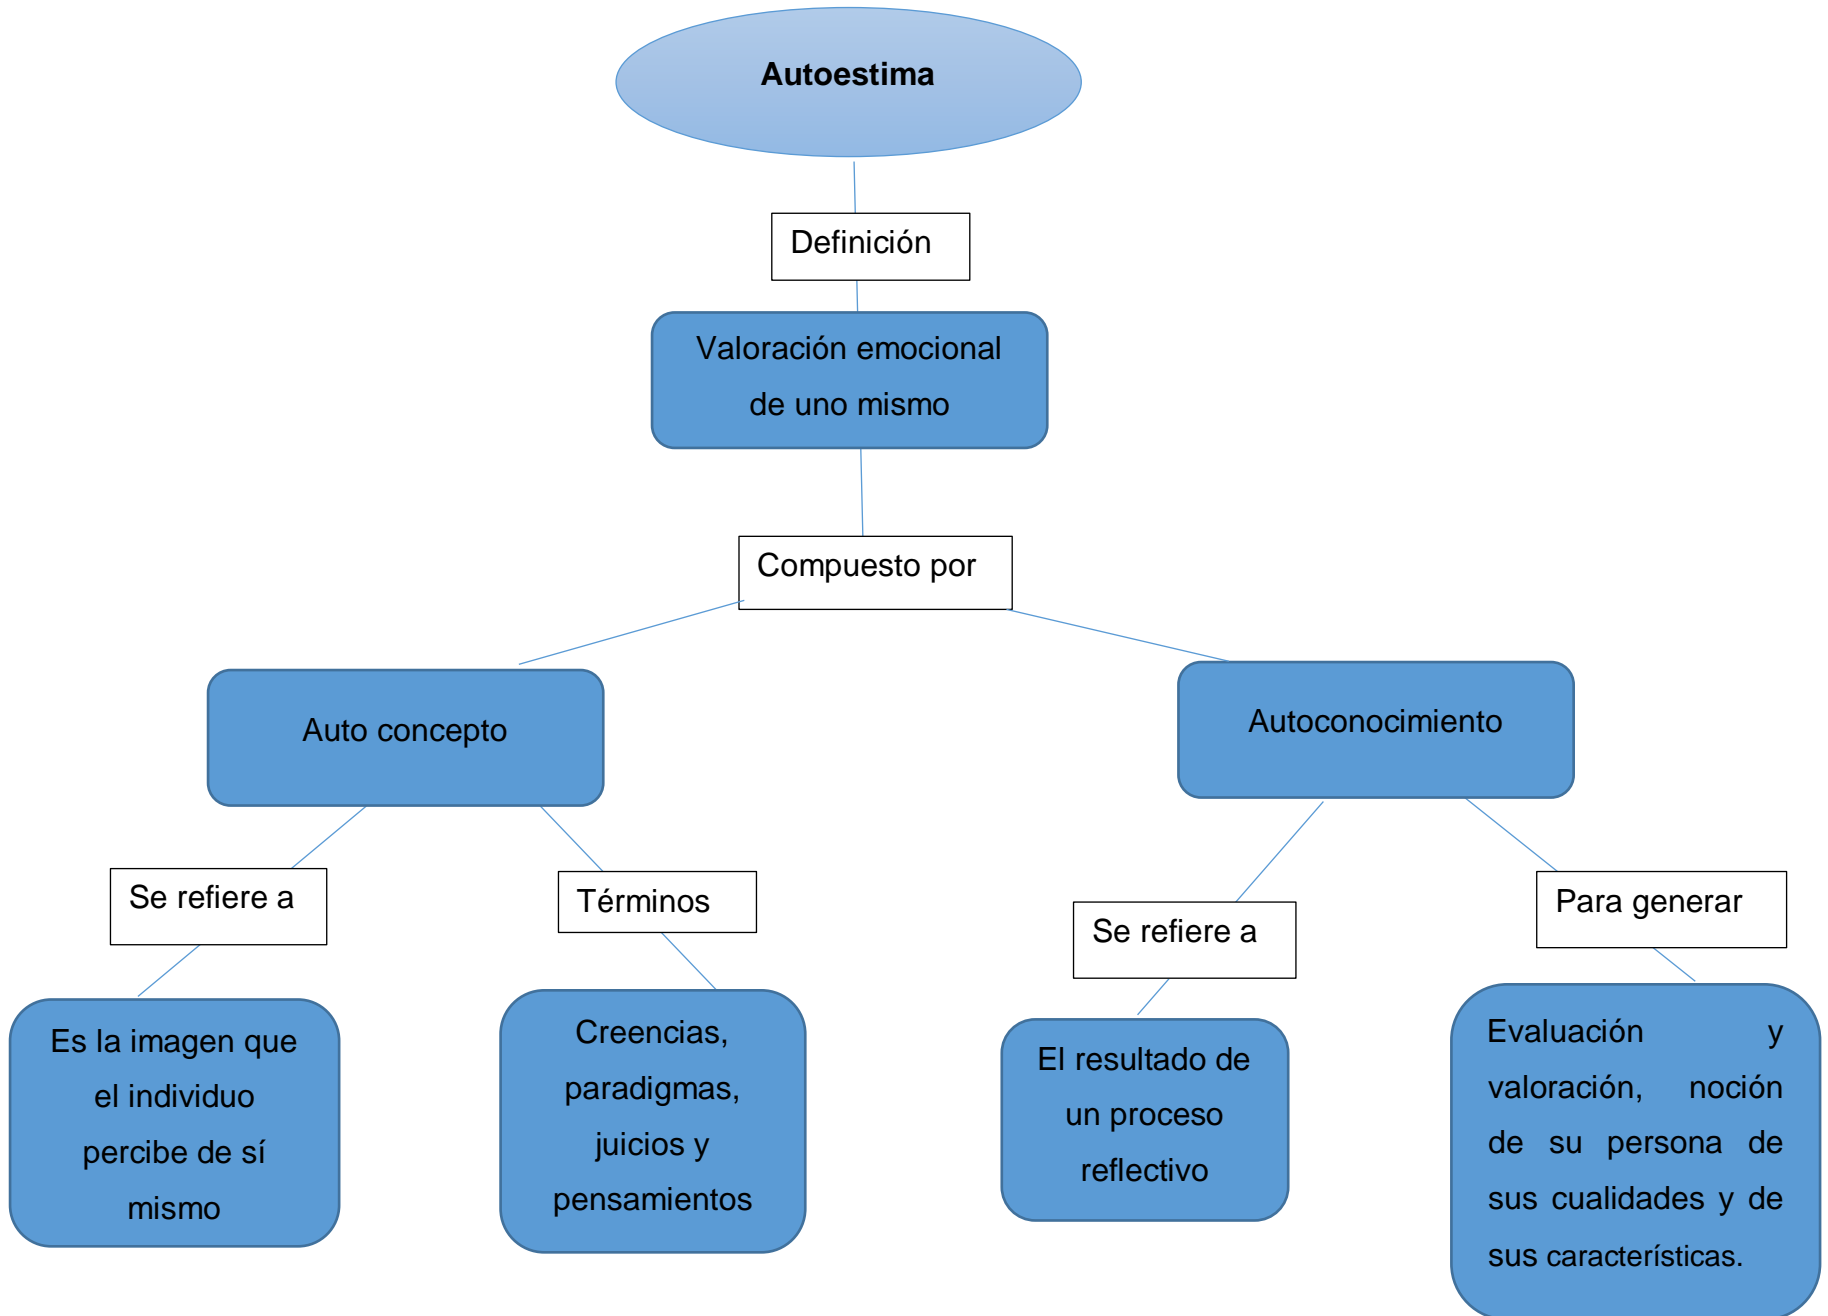 Autoestima
Definición
Valoración emocional
de uno mismo
Compuesto por
Auto concepto
Autoconocimiento
Se refiere a
Términos
Se refiere a
Para generar
Es la imagen que
el individuo
percibe de sí
mismo
Creencias,
paradigmas,
juicios y
pensamientos
El resultado de
un proceso
reflectivo
Evaluación y
valoración, noción
de su persona de
sus cualidades y de
sus características.